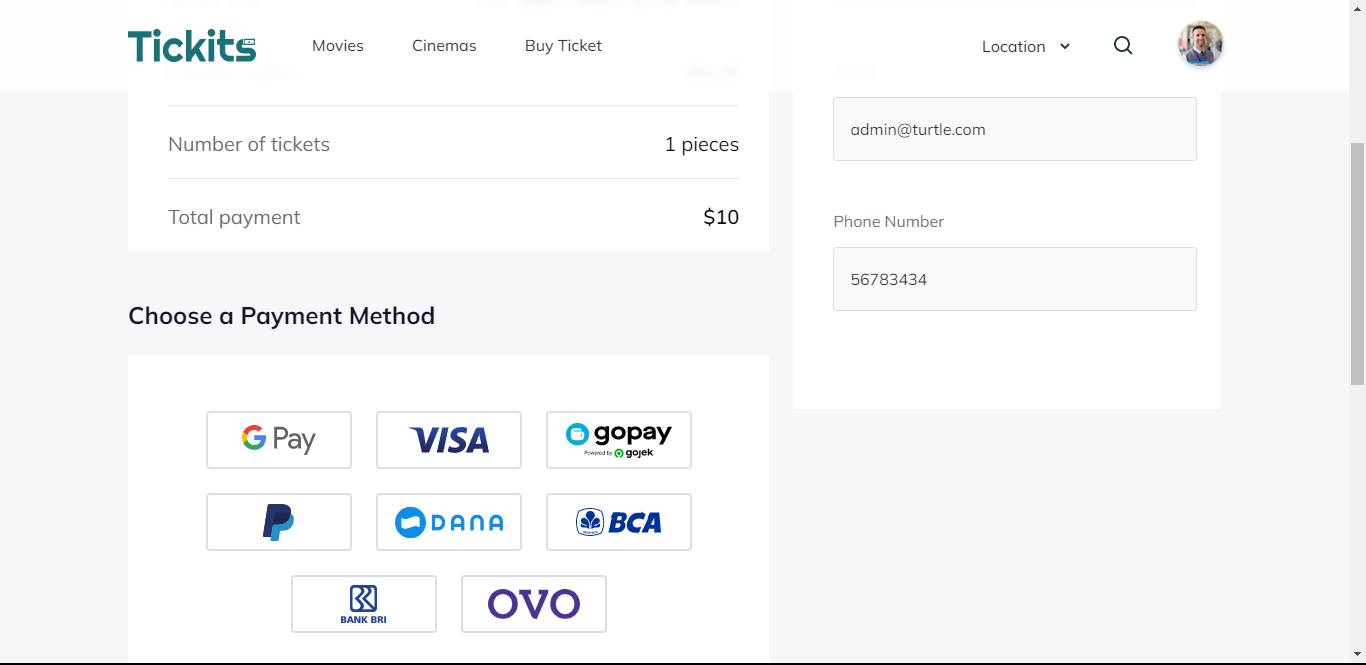 Tickits
Movies
Cinemas
Buy Ticket
Location
Number of tickets
1 pieces
Total payment
$10
Choose a Payment Method
G Pay
VISA
gopay
Powered by gojek
DANA
BCA
BANK BRI
OVO
admin@turtle.com
Phone Number
56783434